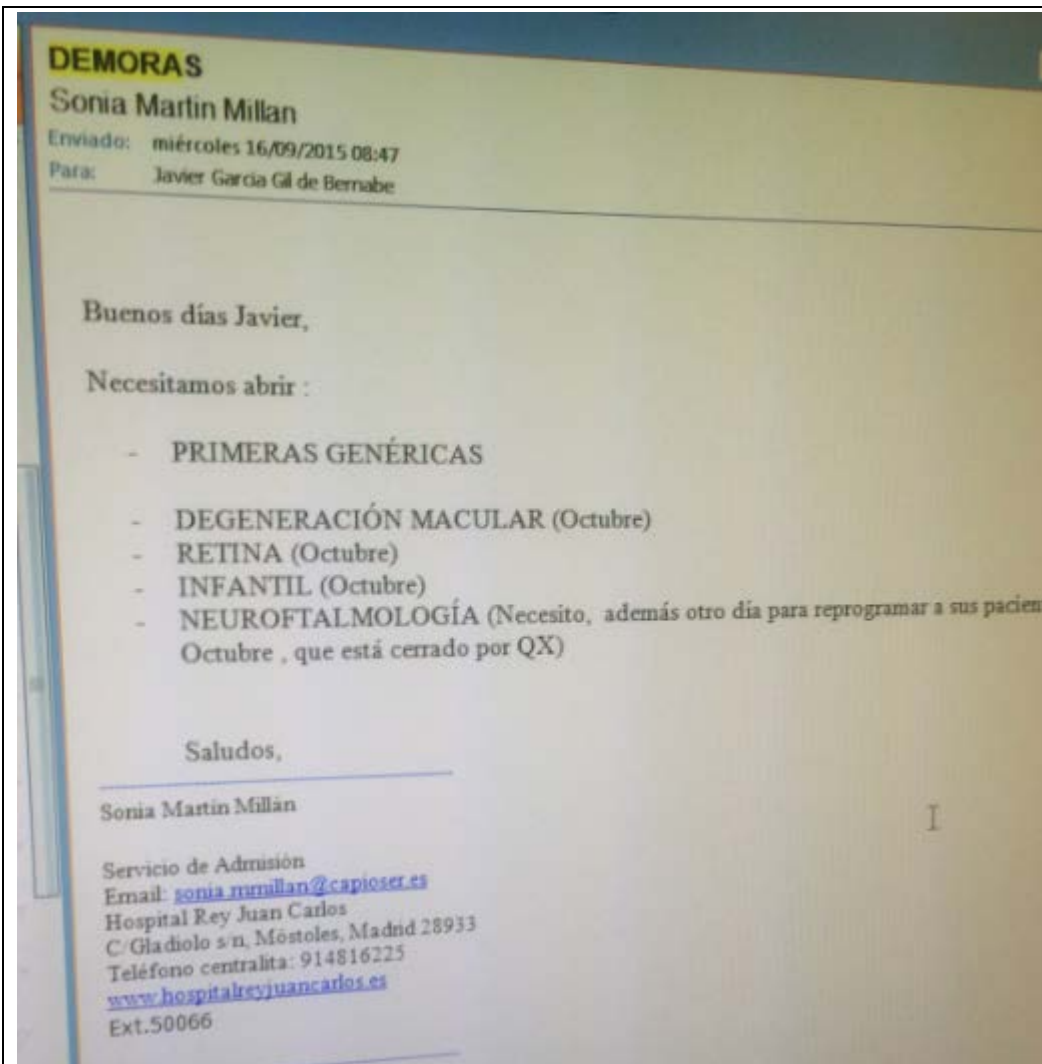 DEMORAS
Sonia Martin Millan
Enviado: miércoles 16/09/2015 08:47
Para: Javier Garcia Gil de Bernabe
Buenos días Javier,
Necesitamos abrir :
- PRIMERAS GENÉRICAS
- DEGENERACIÓN MACULAR (Octubre)
- RETINA (Octubre)
- INFANTIL (Octubre)
- NEUROFTALMOLOGÍA (Necesito, además otro día para reprogramar a sus pacien
Octubre , que está cerrado por QX)
Saludos,
Sonia Martín Millán
Servicio de Admisión
Email: sonia.mmillan@capioser.es
Hospital Rey Juan Carlos
C/Gladiolo s/n, Móstoles, Madrid 28933
Teléfono centralita: 914816225
www.hospitalreyjuancarlos.es
Ext.50066